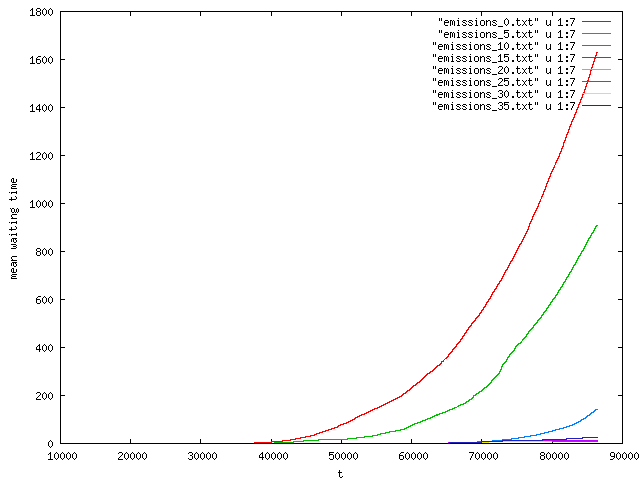 1800
1600
1400
1200
1000
800
600
400
200
0
mean waiting time
"emissions_0.txt" u 1:7
"emissions_5.txt" u 1:7
"emissions_10.txt" u 1:7
"emissions_15.txt" u 1:7
"emissions_20.txt" u 1:7
"emissions_25.txt" u 1:7
"emissions_30.txt" u 1:7
"emissions_35.txt" u 1:7
10000 20000 30000 40000 50000 60000 70000 80000 90000
t